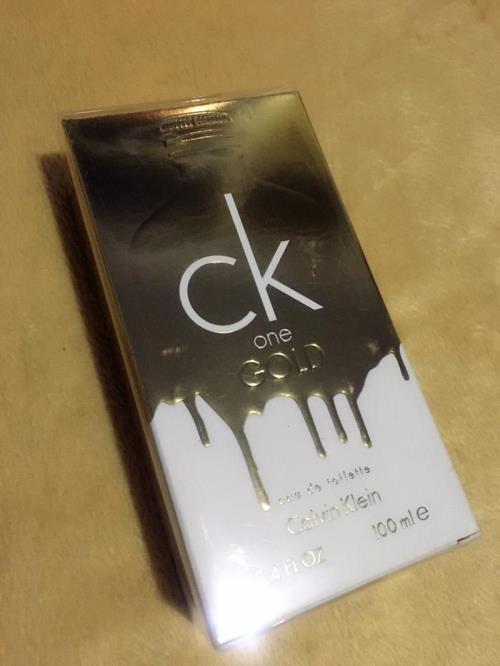 ck
one
GOLD
eau de toilette
Calvin Klein
3.4 Fl Oz 100 ml e